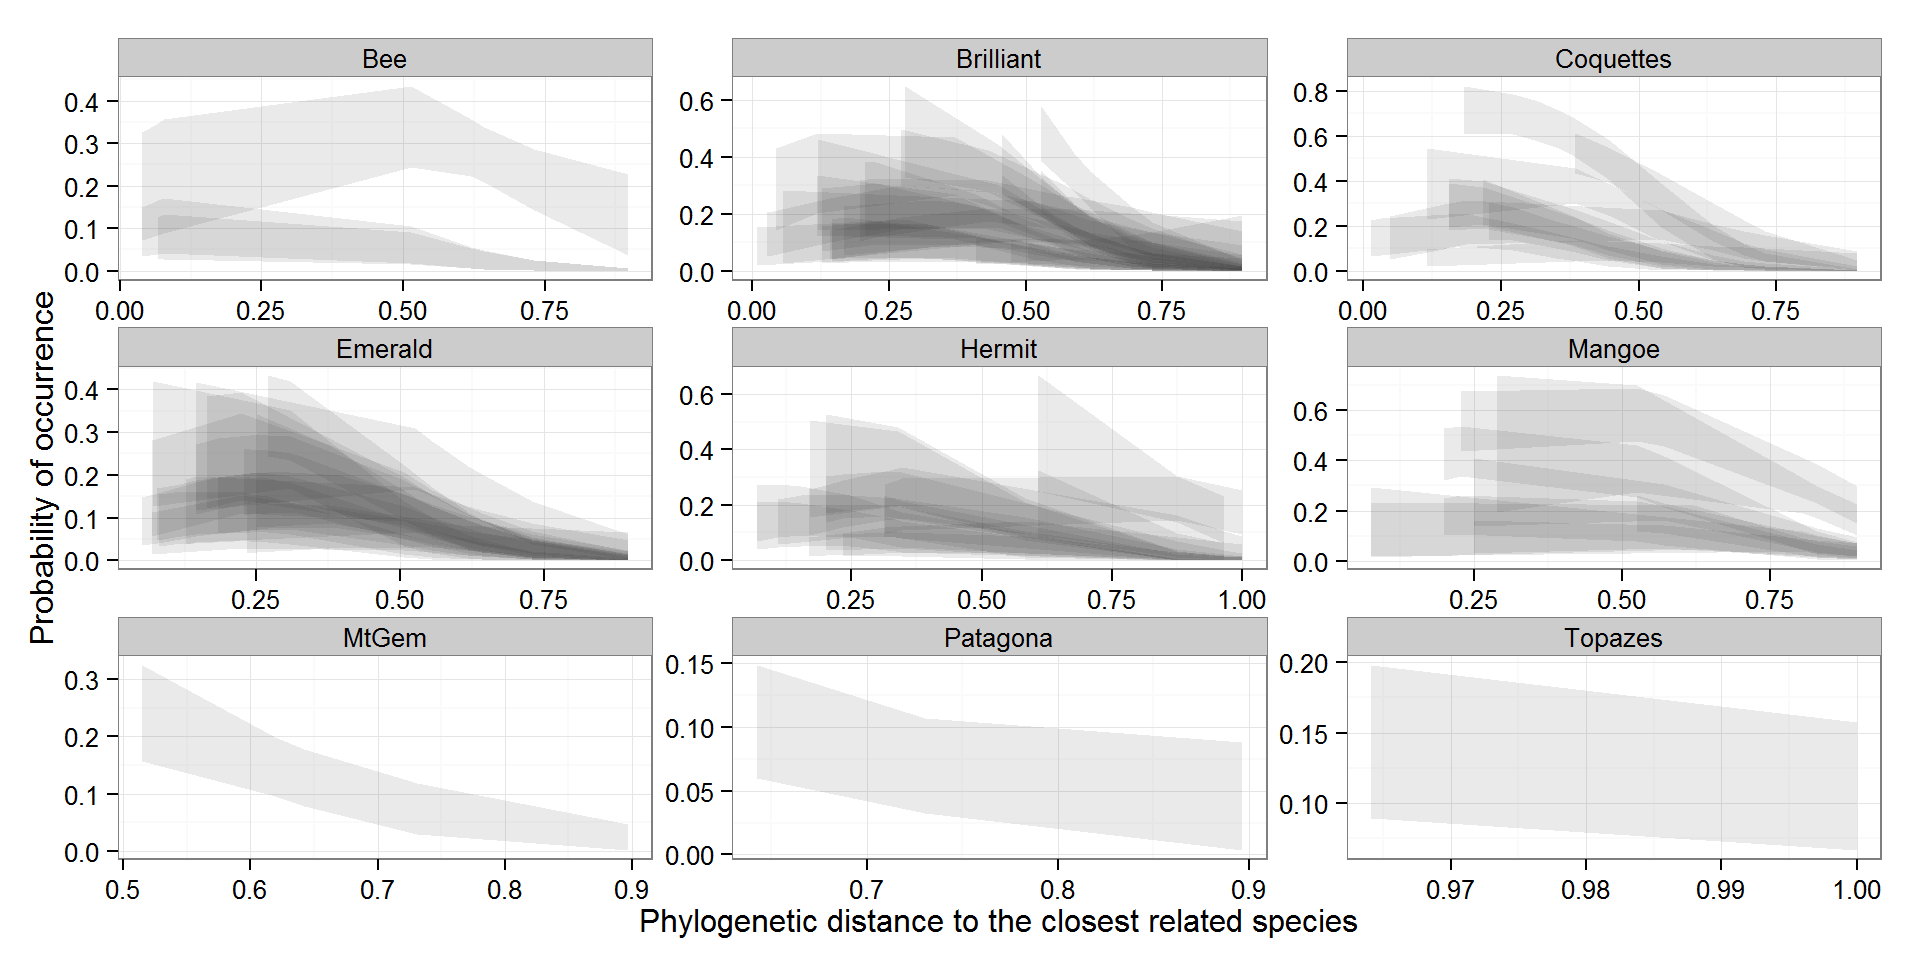 Bee Brilliant Coquettes
0.4
0.3
0.2
0.1
0.0
0.6
0.4
0.2
0.0
0.8
0.6
0.4
0.2
0.0
0.00 0.25 0.50 0.75
0.00 0.25 0.50 0.75
0.00 0.25 0.50 0.75
Probability of occurrence
Emerald Hermit Mangoe
0.4
0.3
0.2
0.1
0.0
0.6
0.4
0.2
0.0
0.6
0.4
0.2
0.0
0.25 0.50 0.75
0.25 0.50 0.75 1.00
0.25 0.50 0.75
MtGem Patagona Topazes
0.3
0.2
0.1
0.0
0.15
0.10
0.05
0.00
0.20
0.15
0.10
0.5 0.6 0.7 0.8 0.9
0.7 0.8 0.9
0.97 0.98 0.99 1.00
Phylogenetic distance to the closest related species